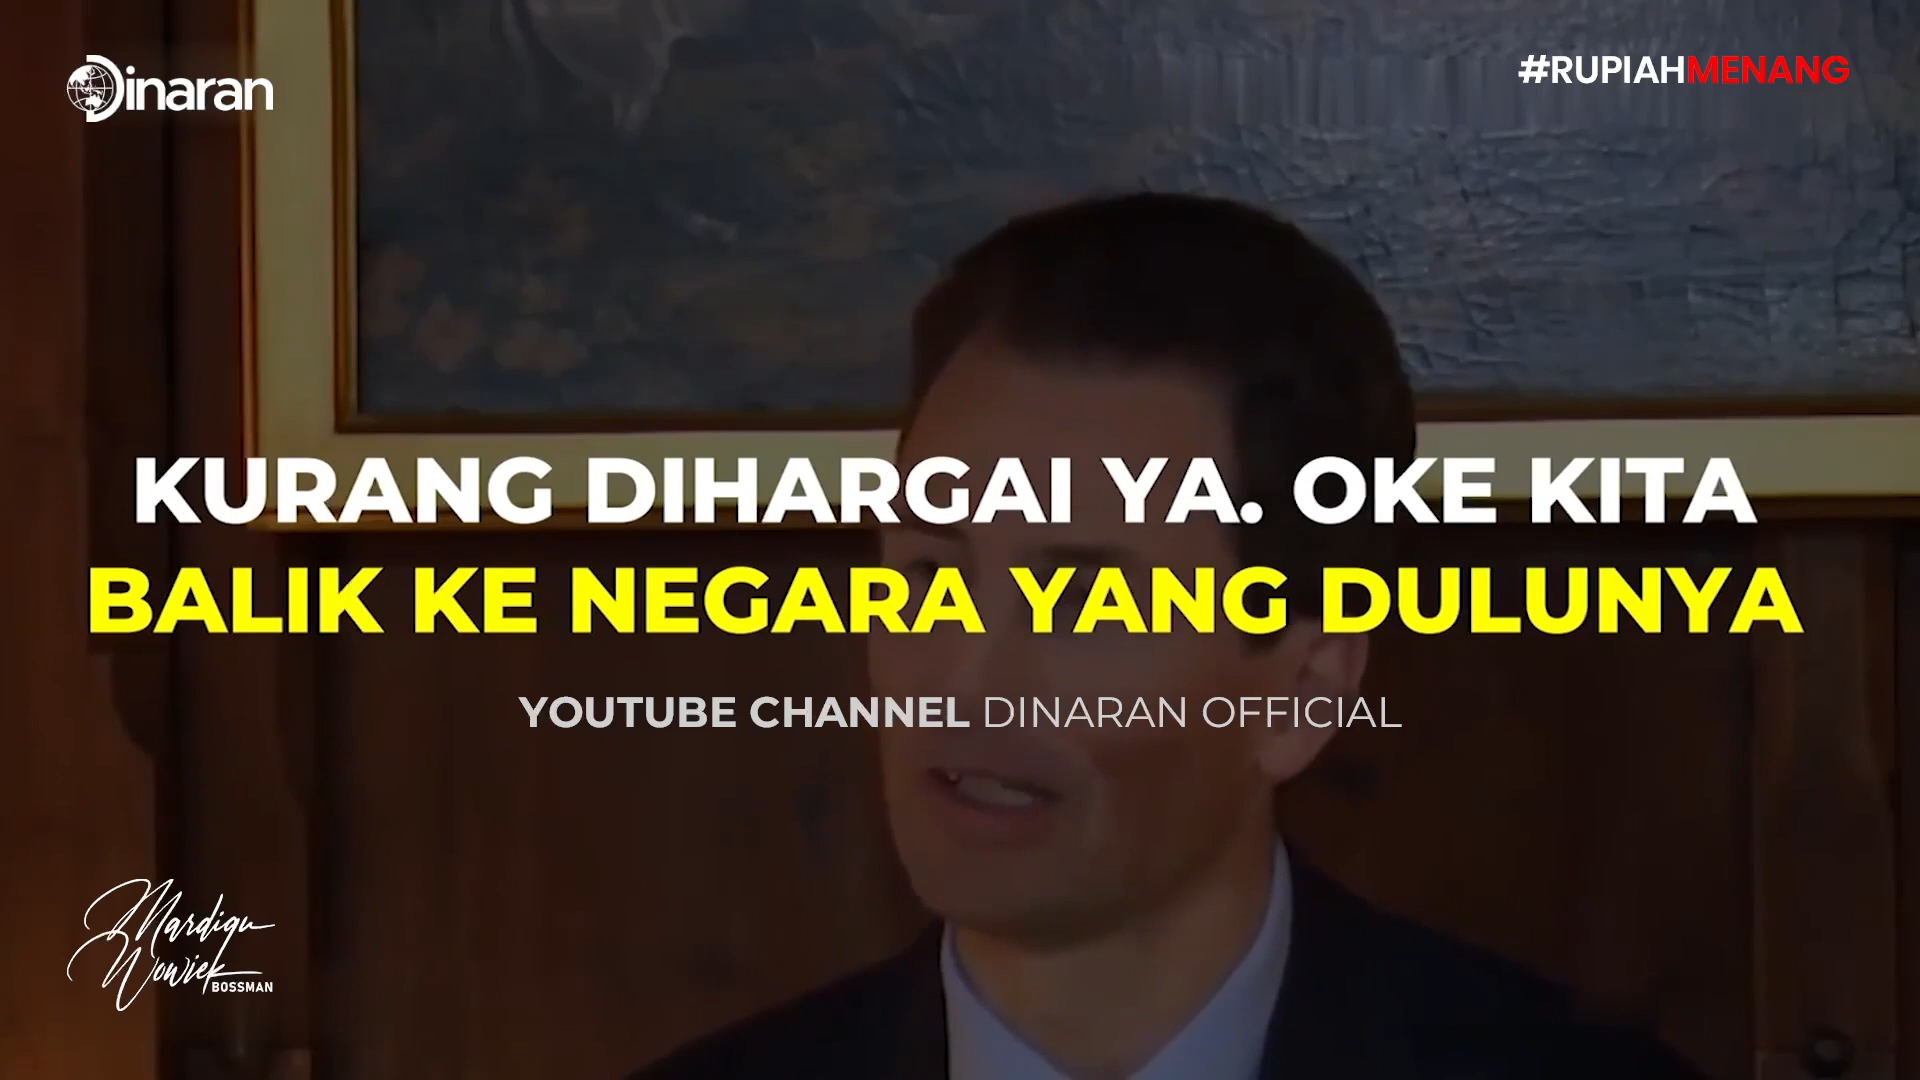 Dinaran
#RUPIAHMENANG
KURANG DIHARGAI YA. OKE KITA
BALIK KE NEGARA YANG DULUNYA
YOUTUBE CHANNEL DINARAN OFFICIAL
Mardigu
Wowiek
BOSSMAN